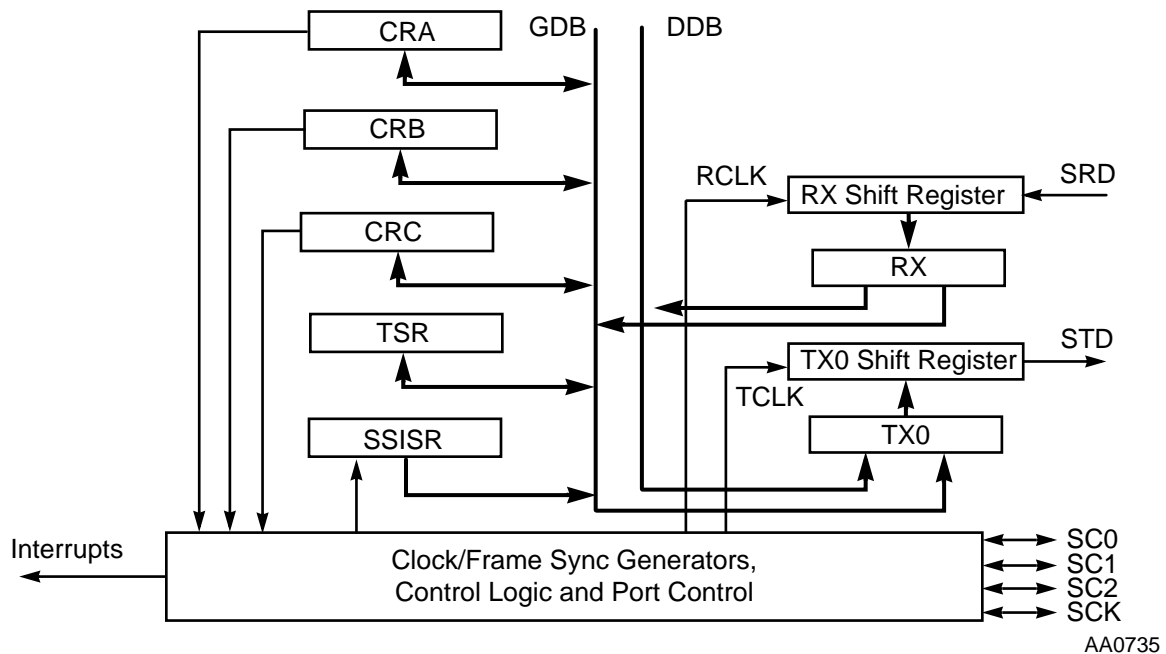 CRA
GDB
DDB
CRB
RCLK
RX Shift Register
SRD
CRC
RX
TSR
STD
TX0 Shift Register
TCLK
SSISR
TX0
Interrupts
Clock/Frame Sync Generators,
Control Logic and Port Control
SC0
SC1
SC2
SCK
AA0735